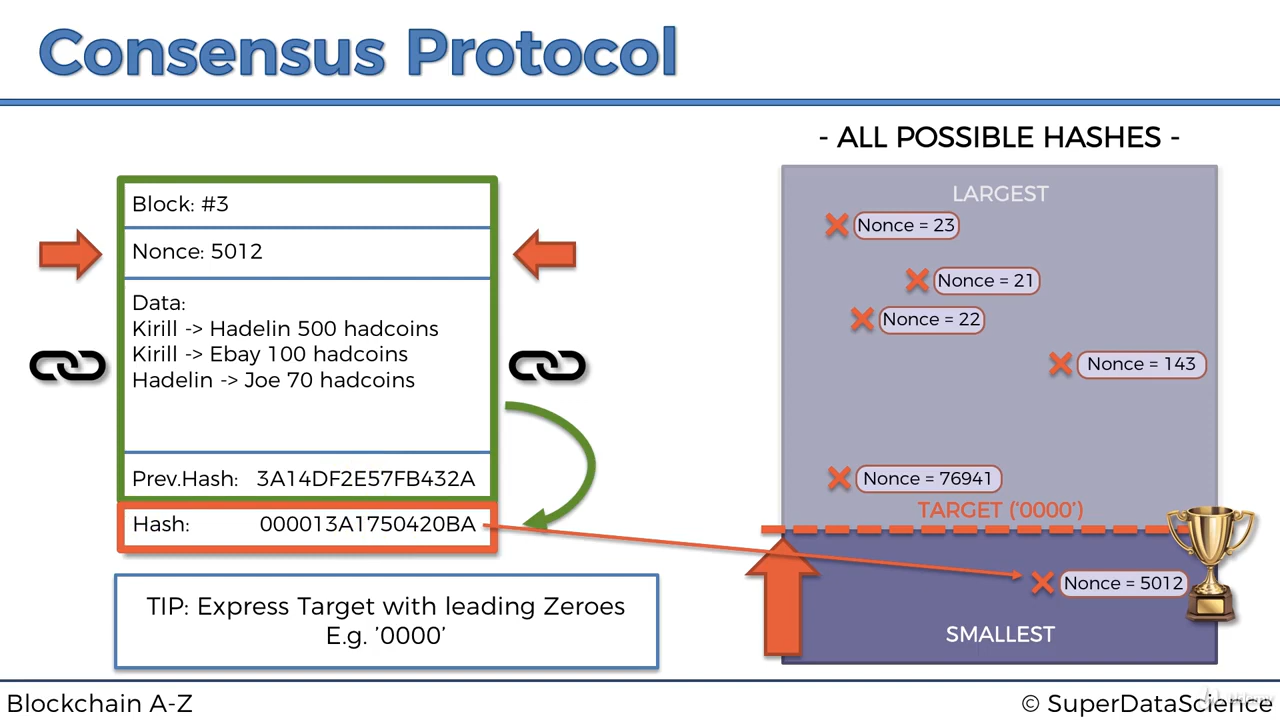 Consensus Protocol
Block: #3
Nonce: 5012
Data:
Kirill -> Hadelin 500 hadcoins
Kirill -> Ebay 100 hadcoins
Hadelin -> Joe 70 hadcoins
Prev.Hash: 3A14DF2E57FB432A
Hash: 000013A1750420BA
TIP: Express Target with leading Zeroes
E.g. '0000'
- ALL POSSIBLE HASHES -
LARGEST
Nonce = 23
Nonce = 21
Nonce = 22
Nonce = 143
Nonce = 76941
TARGET ('0000')
Nonce = 5012
SMALLEST
Blockchain A-Z
© SuperDataScience